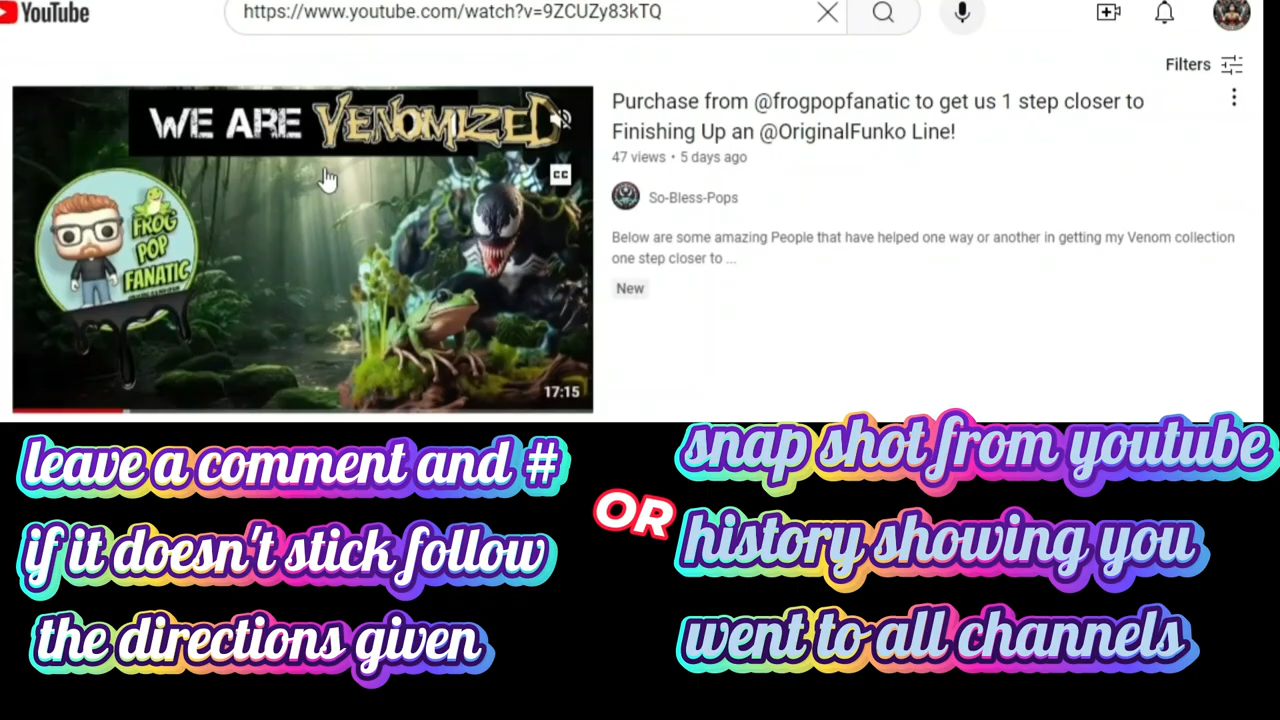 YouTube
https://www.youtube.com/watch?v=9ZCUZy83kTQ
Filters
WE ARE VENOMIZED
CC
FROG
POP
FANATIC
17:15
Purchase from @frogpopfanatic to get us 1 step closer to
Finishing Up an @OriginalFunko Line!
47 views • 5 days ago
So-Bless-Pops
Below are some amazing People that have helped one way or another in getting my Venom collection
one step closer to ...
New
leave a comment and #
if it doesn't stick follow
the directions given
OR
snap shot from youtube
history showing you
went to all channels